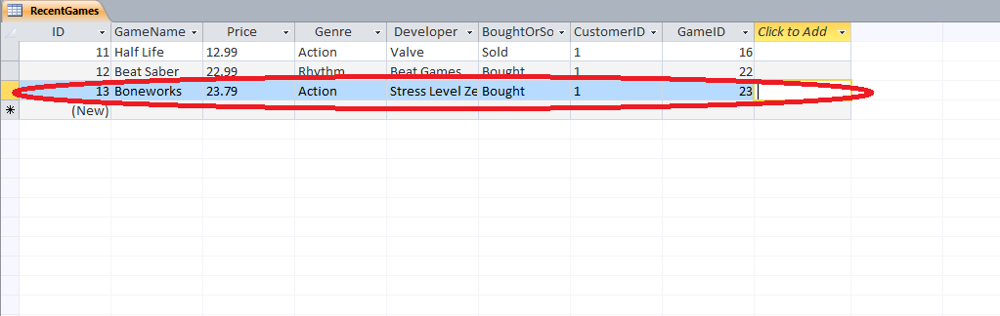 RecentGames
ID GameName Price Genre Developer BoughtOrSo CustomerID GameID Click to Add
11 Half Life 12.99 Action Valve Sold 1 16
12 Beat Saber 22.99 Rhythm Beat Games Bought 1 22
13 Boneworks 23.79 Action Stress Level Ze Bought 1 23
(New)